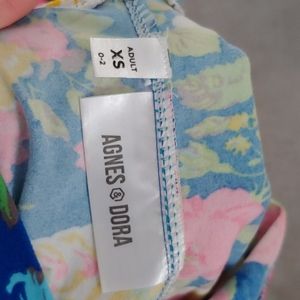 ADULT
XS
0-2
AGNES & DORA